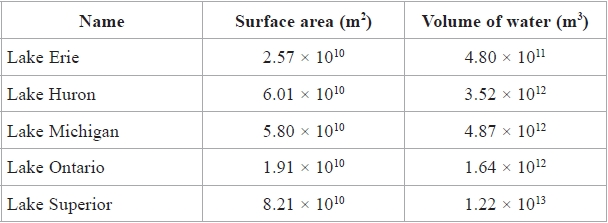 Name Surface area (m²) Volume of water (m³)
Lake Erie 2.57 × 10¹⁰ 4.80 × 10¹¹
Lake Huron 6.01 × 10¹⁰ 3.52 × 10¹²
Lake Michigan 5.80 × 10¹⁰ 4.87 × 10¹²
Lake Ontario 1.91 × 10¹⁰ 1.64 × 10¹²
Lake Superior 8.21 × 10¹⁰ 1.22 × 10¹³